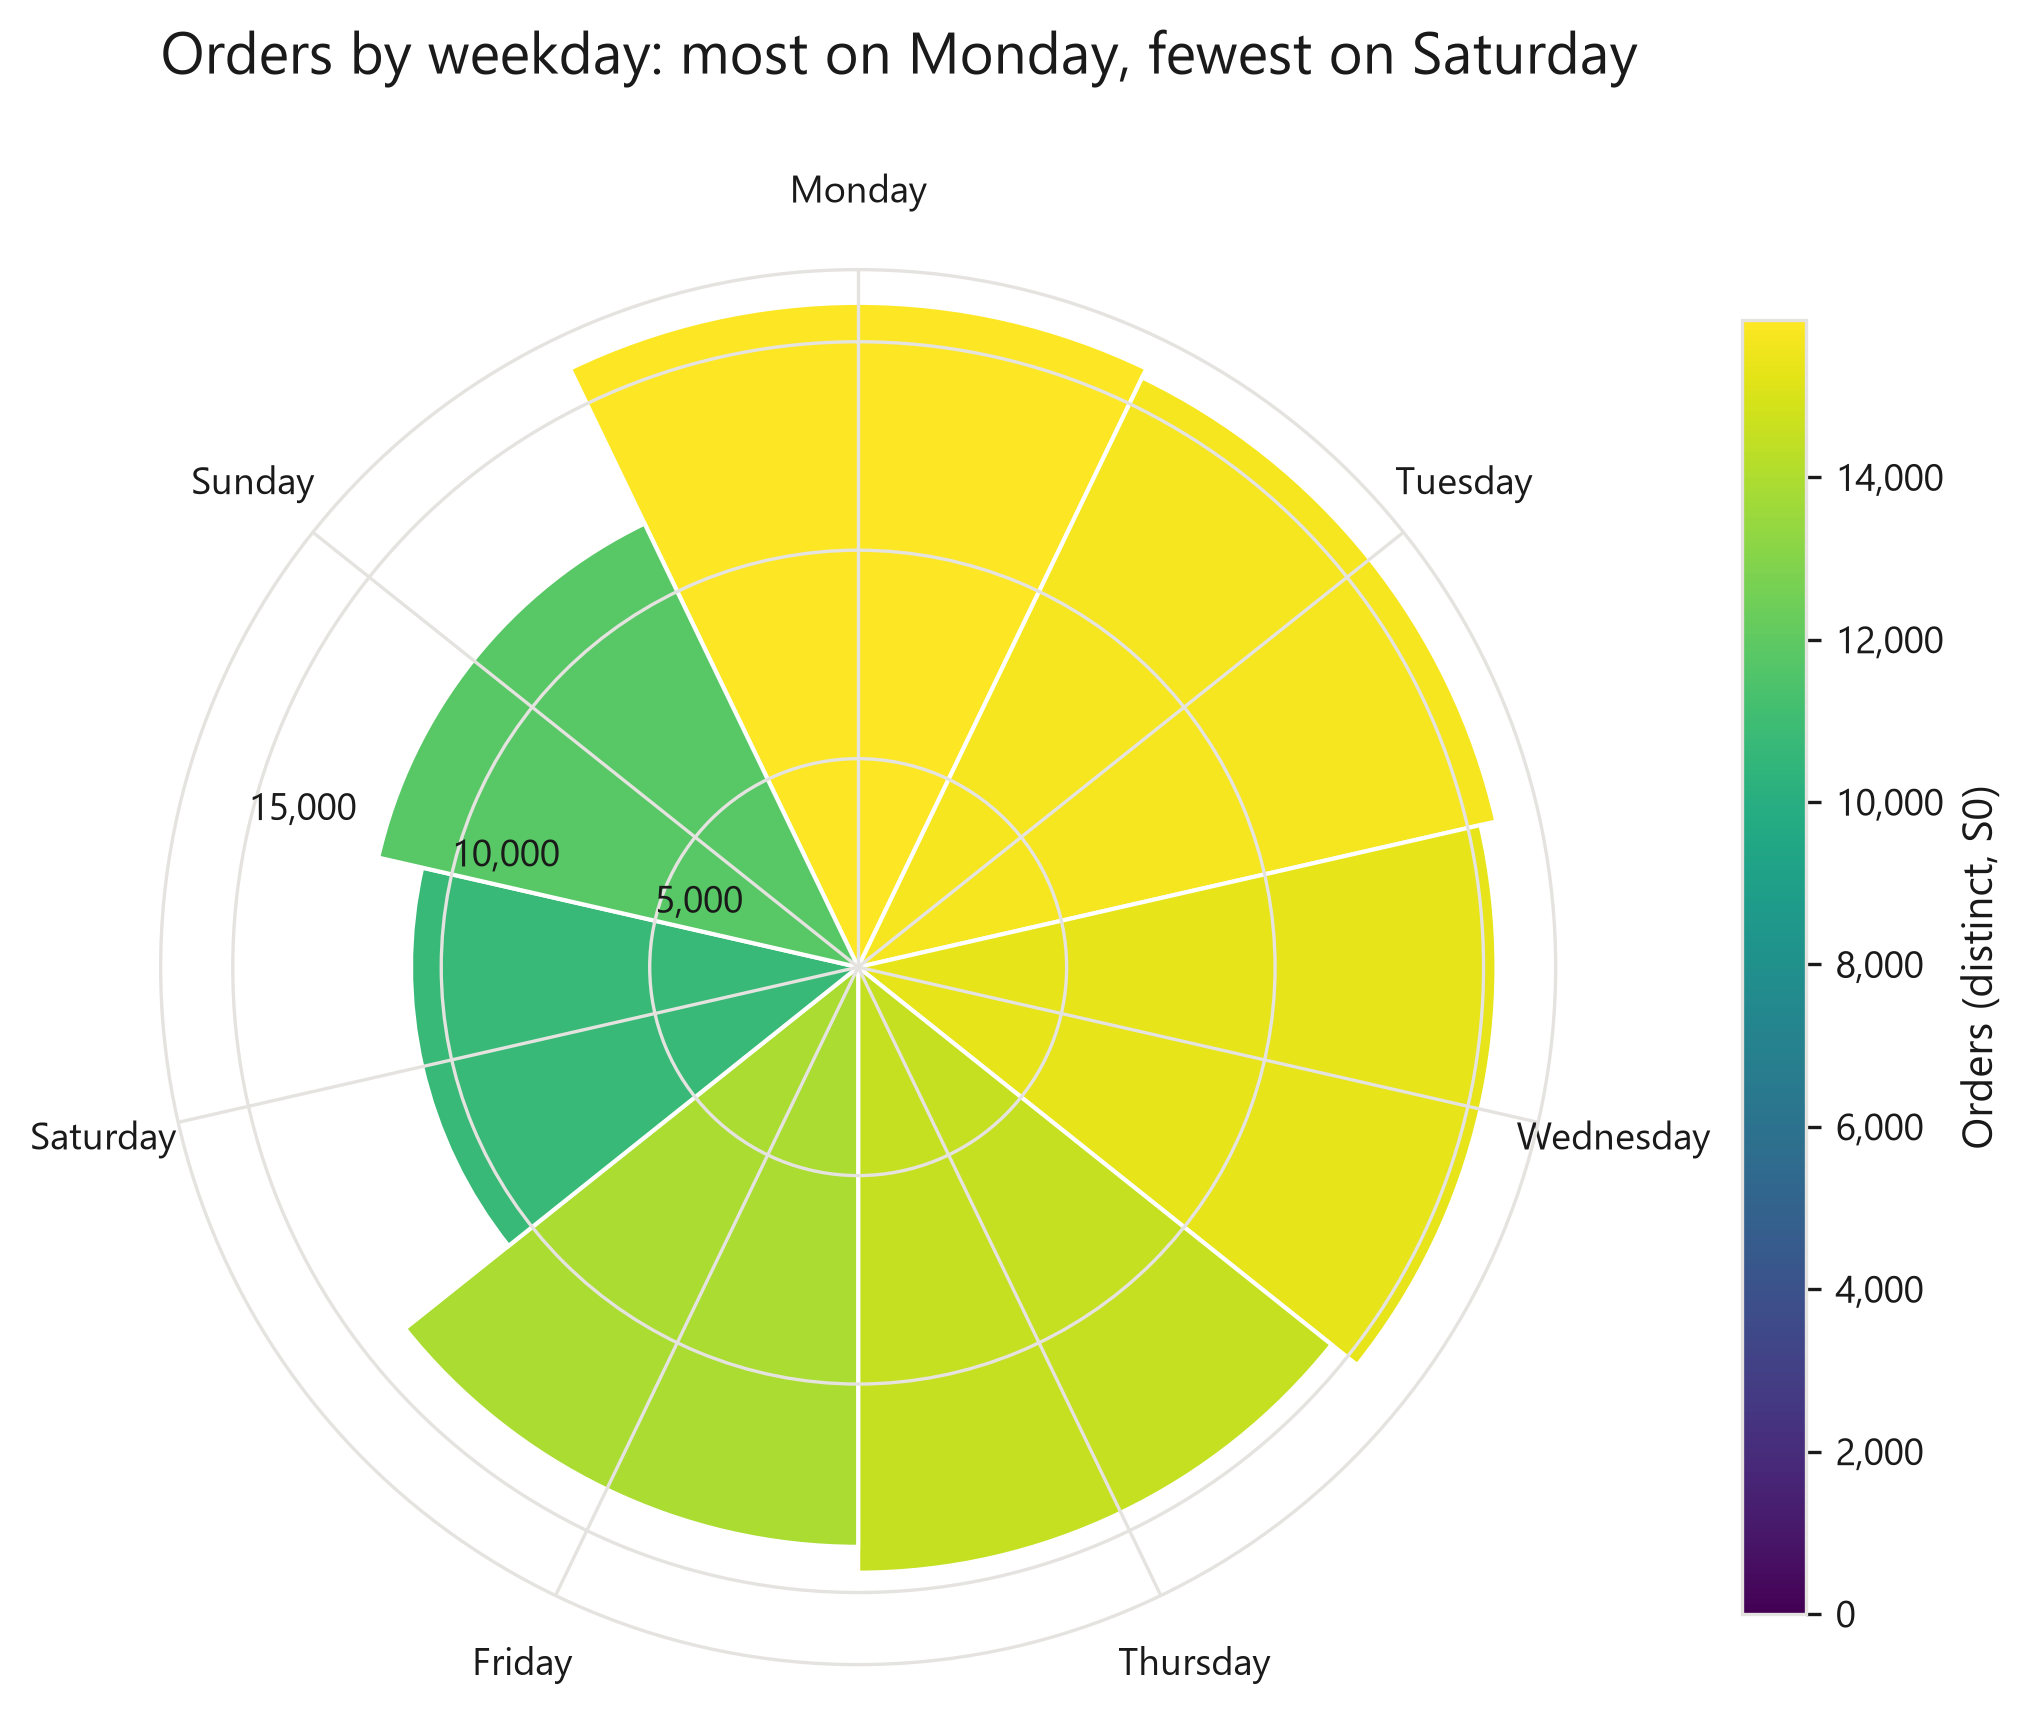 Orders by weekday: most on Monday, fewest on Saturday
Monday
Tuesday
Wednesday
Thursday
Friday
Saturday
Sunday
5,000
10,000
15,000
14,000
12,000
10,000
8,000
6,000
4,000
2,000
0
Orders (distinct, S0)